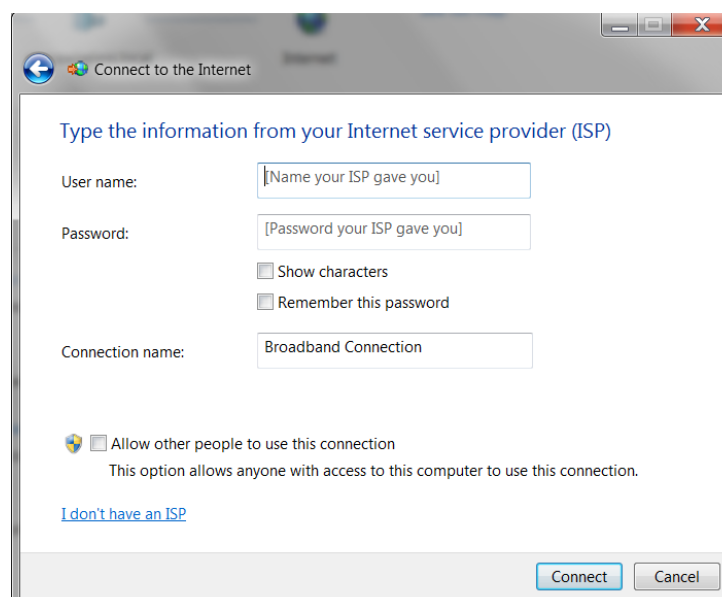 Connect to the Internet
Type the information from your Internet service provider (ISP)
User name:
[Name your ISP gave you]
Password:
[Password your ISP gave you]
Show characters
Remember this password
Connection name:
Broadband Connection
Allow other people to use this connection
This option allows anyone with access to this computer to use this connection.
I don't have an ISP
Connect
Cancel